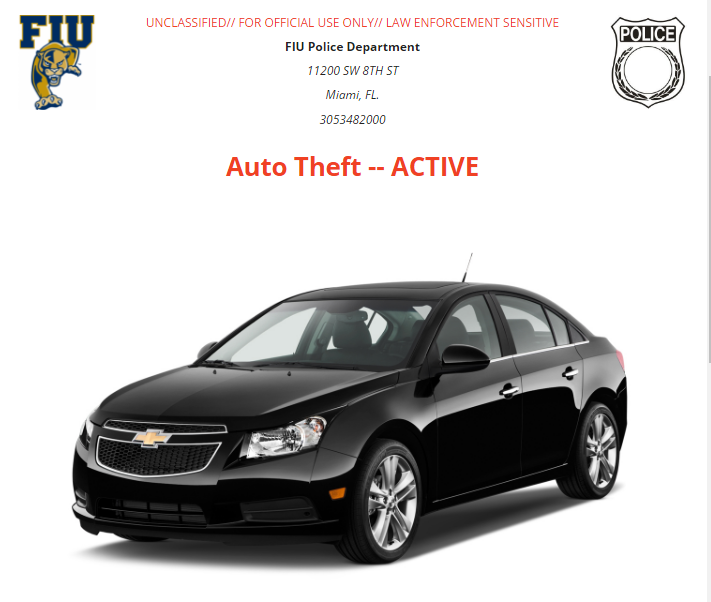 FIU
UNCLASSIFIED// FOR OFFICIAL USE ONLY// LAW ENFORCEMENT SENSITIVE
FIU Police Department
11200 SW 8TH ST
Miami, FL.
3053482000
POLICE
Auto Theft -- ACTIVE